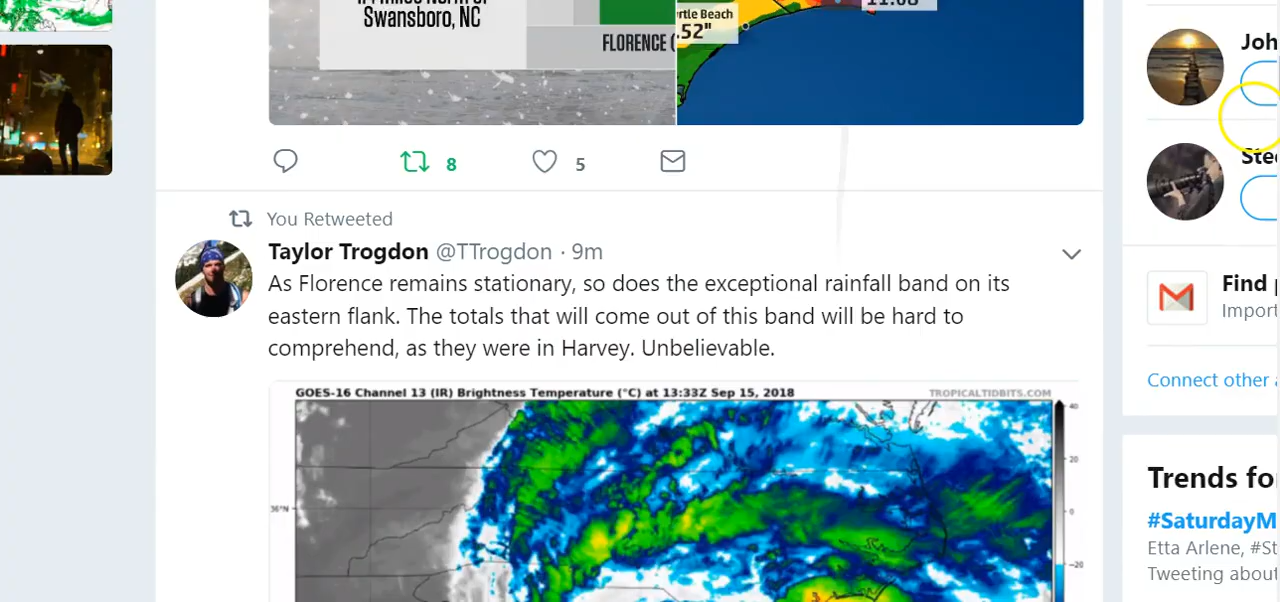 Swansboro, NC
FLORENCE
rtle Beach
.52"
8
5
You Retweeted
Taylor Trogdon @TTrogdon · 9m
As Florence remains stationary, so does the exceptional rainfall band on its
eastern flank. The totals that will come out of this band will be hard to
comprehend, as they were in Harvey. Unbelievable.
GOES-16 Channel 13 (IR) Brightness Temperature (°C) at 13:33Z Sep 15, 2018
TROPICALTIDBITS.COM
40
20
0
-20
36°N
Joh
Ste
Find
Import
Connect other
Trends fo
#SaturdayM
Etta Arlene, #St
Tweeting about